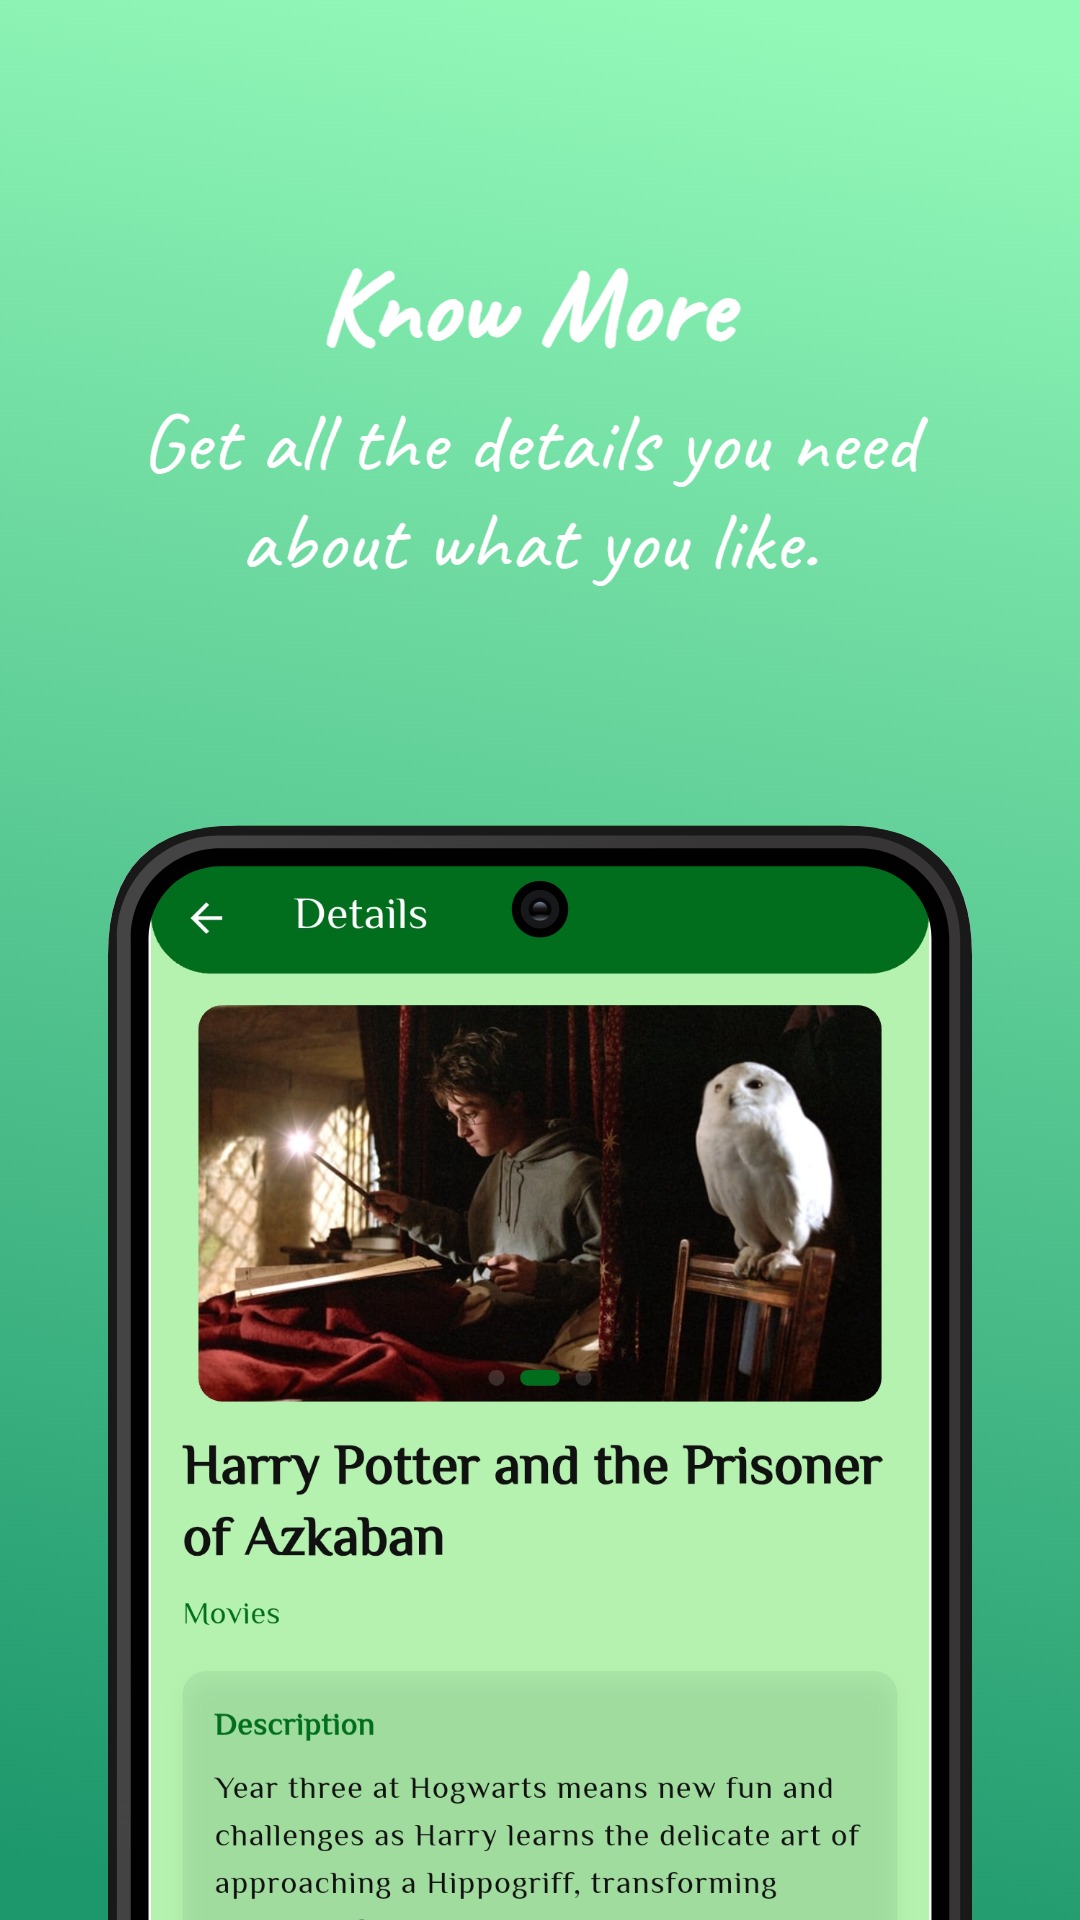 Know More
Get all the details you need
about what you like.
Details
Harry Potter and the Prisoner
of Azkaban
Movies
Description
Year three at Hogwarts means new fun and
challenges as Harry learns the delicate art of
approaching a Hippogriff, transforming